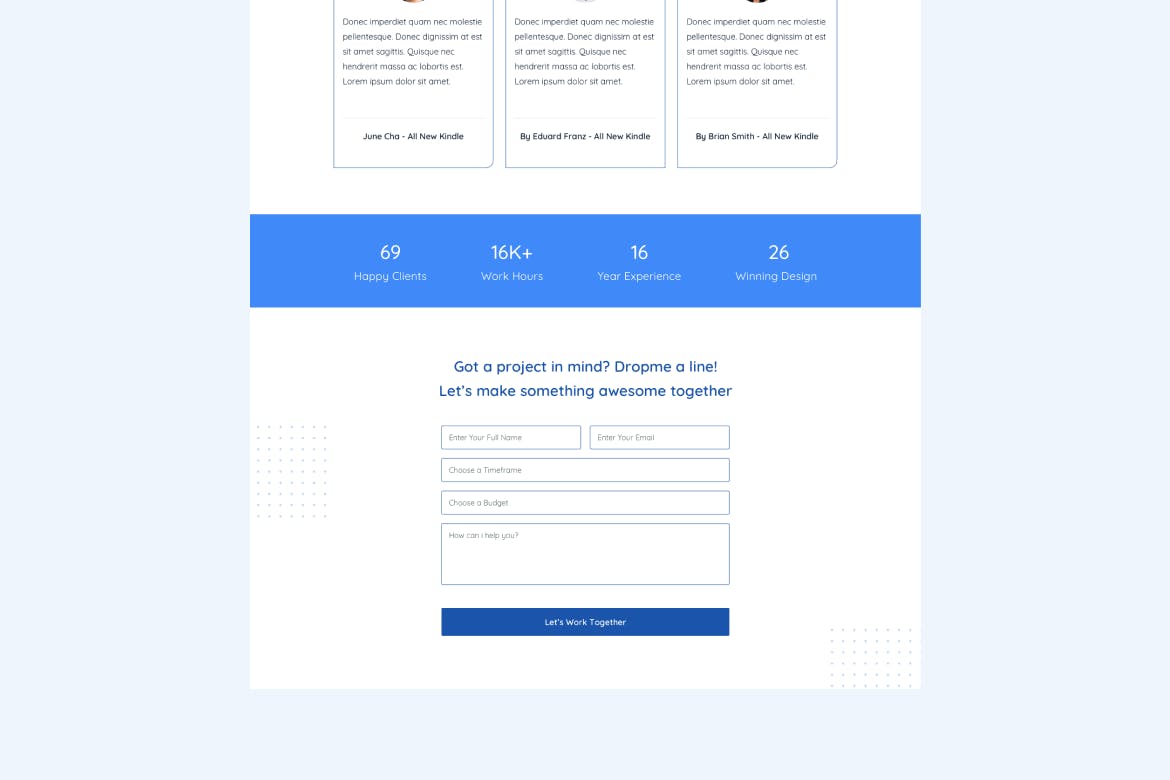 Donec imperdiet quam nec molestie
pellentesque. Donec dignissim at est
sit amet sagittis. Quisque nec
hendrerit massa ac lobortis est.
Lorem ipsum dolor sit amet.
June Cha - All New Kindle
Donec imperdiet quam nec molestie
pellentesque. Donec dignissim at est
sit amet sagittis. Quisque nec
hendrerit massa ac lobortis est.
Lorem ipsum dolor sit amet.
By Eduard Franz - All New Kindle
Donec imperdiet quam nec molestie
pellentesque. Donec dignissim at est
sit amet sagittis. Quisque nec
hendrerit massa ac lobortis est.
Lorem ipsum dolor sit amet.
By Brian Smith - All New Kindle
69
Happy Clients
16K+
Work Hours
16
Year Experience
26
Winning Design
Got a project in mind? Dropme a line!
Let's make something awesome together
Enter Your Full Name
Enter Your Email
Choose a Timeframe
Choose a Budget
How can i help you?
Let's Work Together